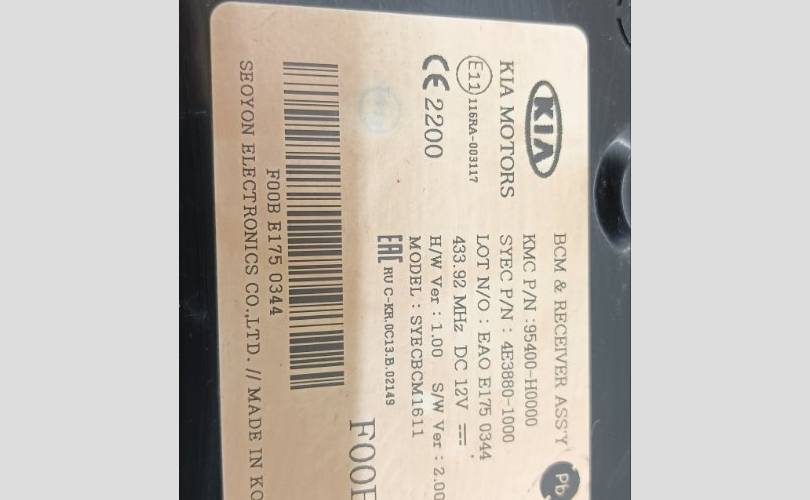 KIA
BCM & RECEIVER ASS'Y
KIA MOTORS
KMC P/N :95400-H0000
SYEC P/N : 4E3880-1000
E11 116RA-003117
LOT N/O : EAO E175 0344
433.92 MHz DC 12V
CE 2200
H/W Ver : 1.00 S/W Ver : 2.00
MODEL : SYECBCM1611
EAC RU C-KR.0C13.B.02149
Pb
F00B
F00B E175 0344
SEOYON ELECTRONICS CO.,LTD. // MADE IN KO